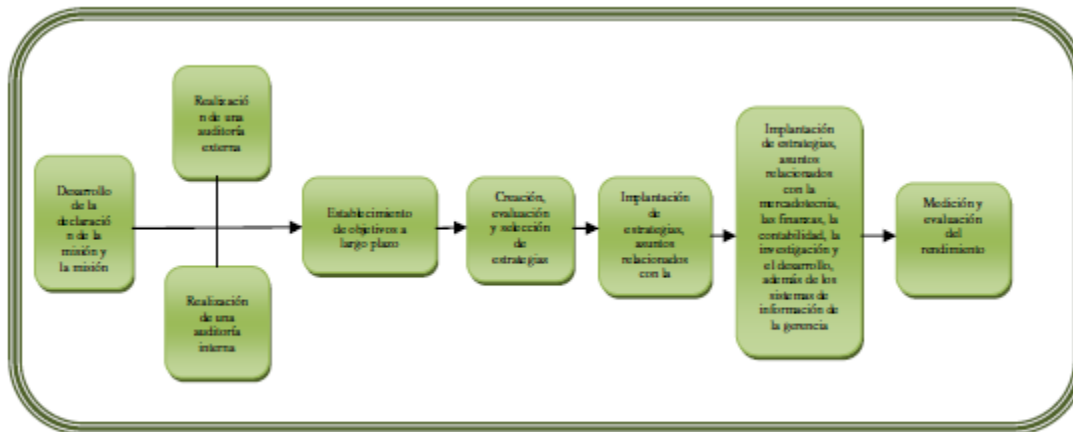 Desarrollo
de la
declaració
n de la
misión y
la misión
Realizació
n de una
auditoría
externa
Realización
de una
auditoría
interna
Establecimiento
de objetivos a
largo plazo
Creación,
evaluación
y selección
de
estrategias
Implantación
de
estrategias,
asuntos
relacionados
con la
Implantación
de estrategias,
asuntos
relacionados
con la
mercadotecnia,
las finanzas, la
contabilidad, la
investigación y
el desarrollo,
además de los
sistemas de
información de
la gerencia
Medición y
evaluación
del
rendimiento